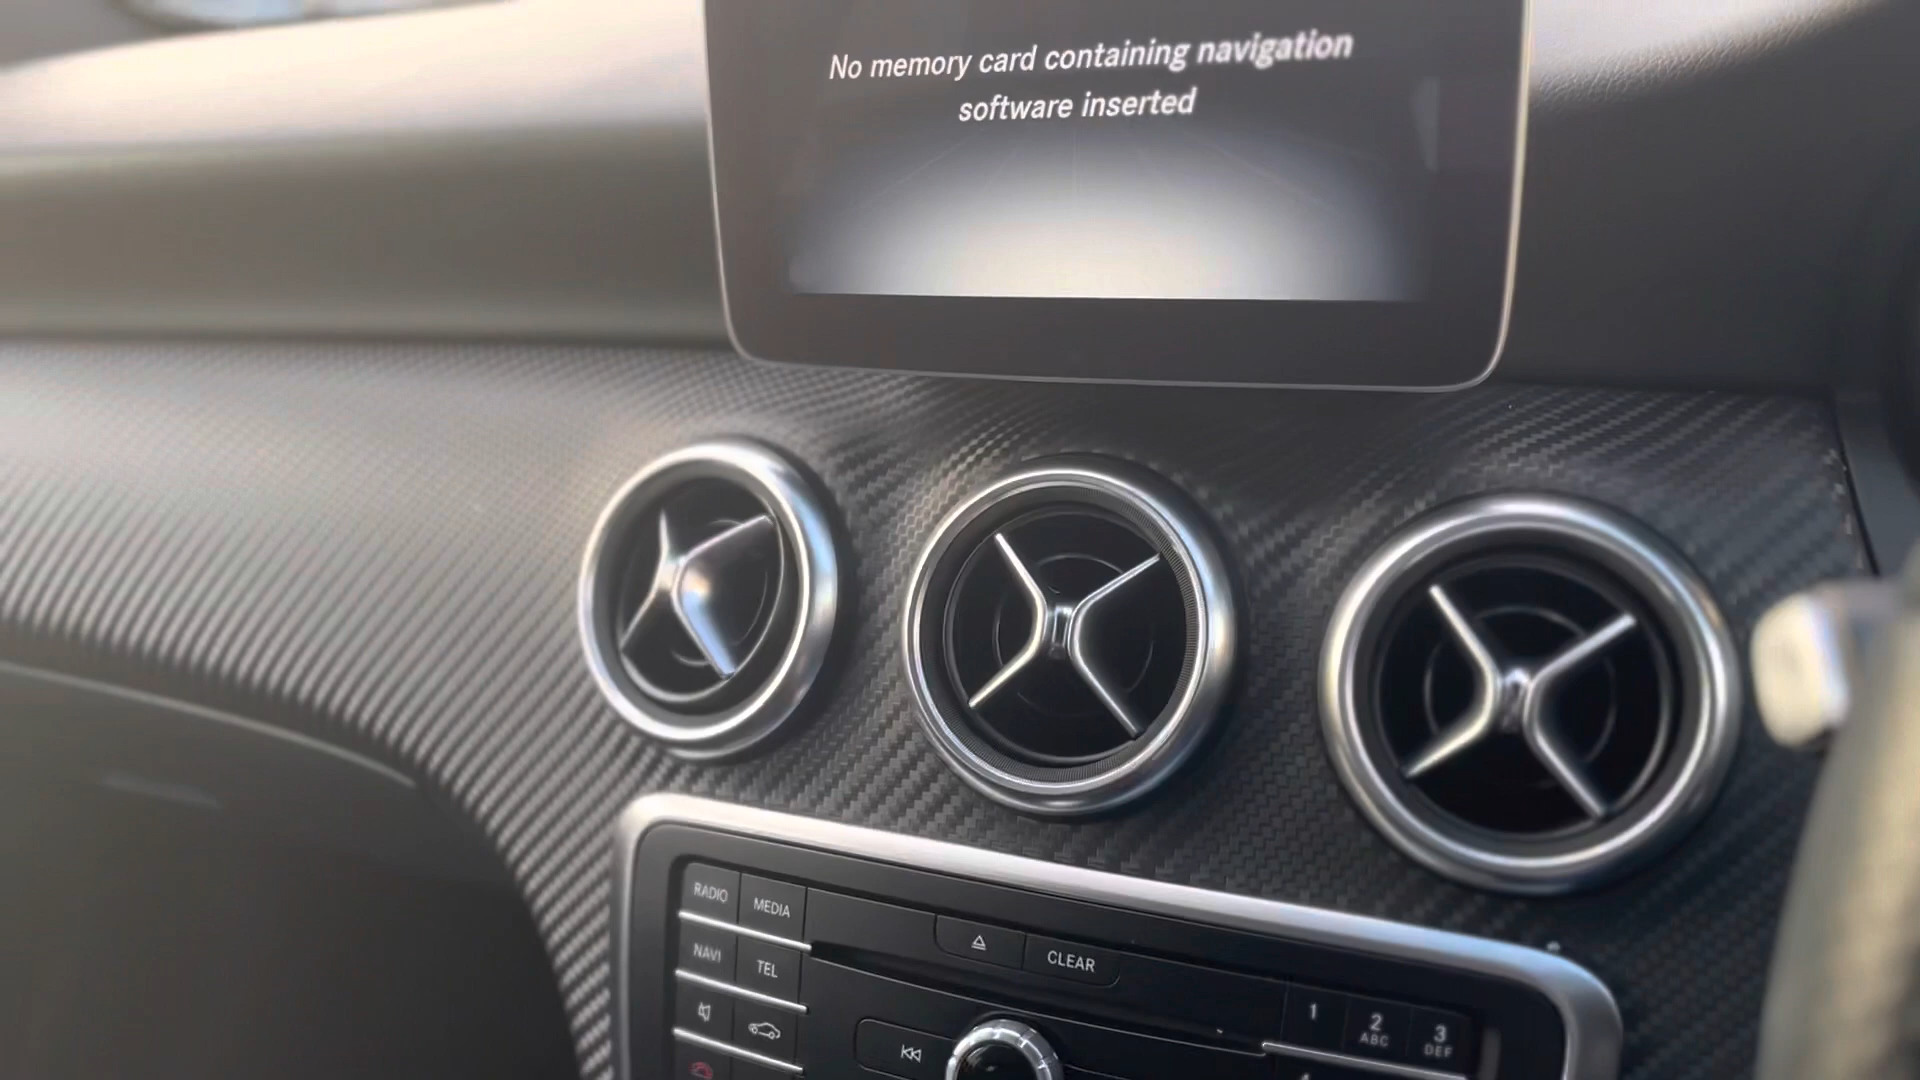 No memory card containing navigation
software inserted
RADIO
MEDIA
CLEAR
NAVI
TEL
1
2
ABC
3
DEF